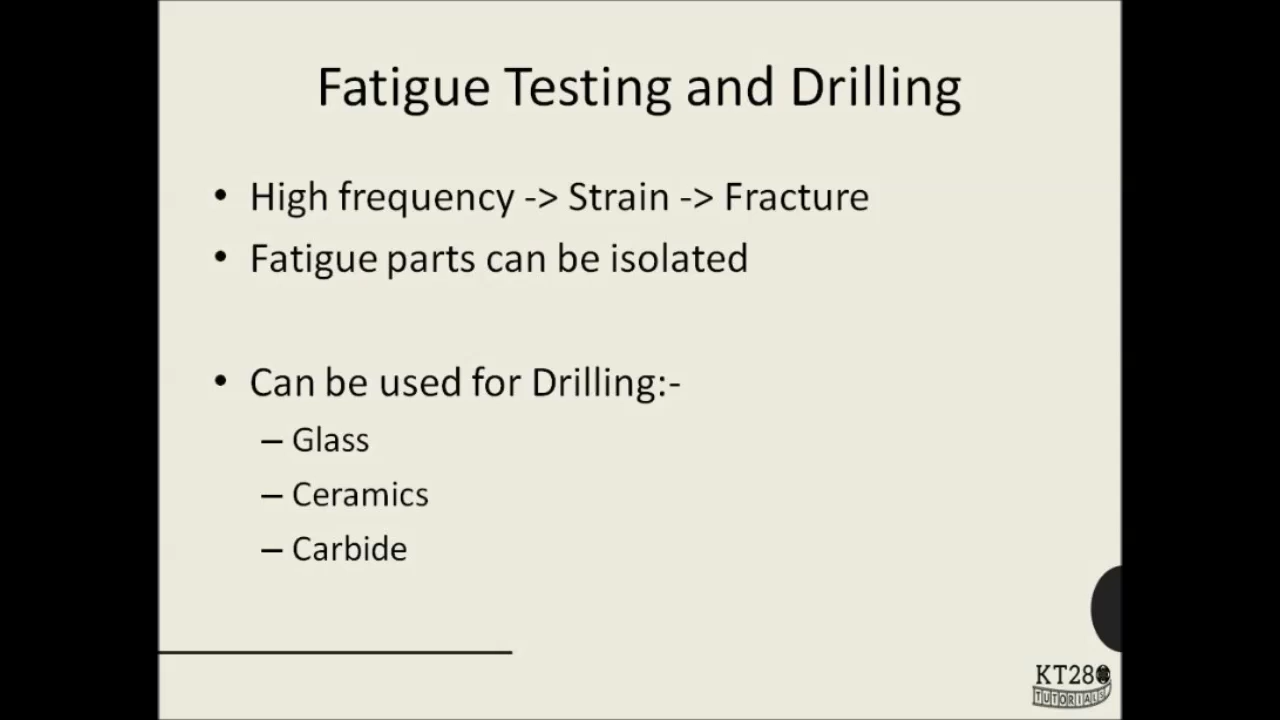 Fatigue Testing and Drilling
• High frequency -> Strain -> Fracture
• Fatigue parts can be isolated
• Can be used for Drilling:-
– Glass
– Ceramics
– Carbide
KT280
TUTORIALS